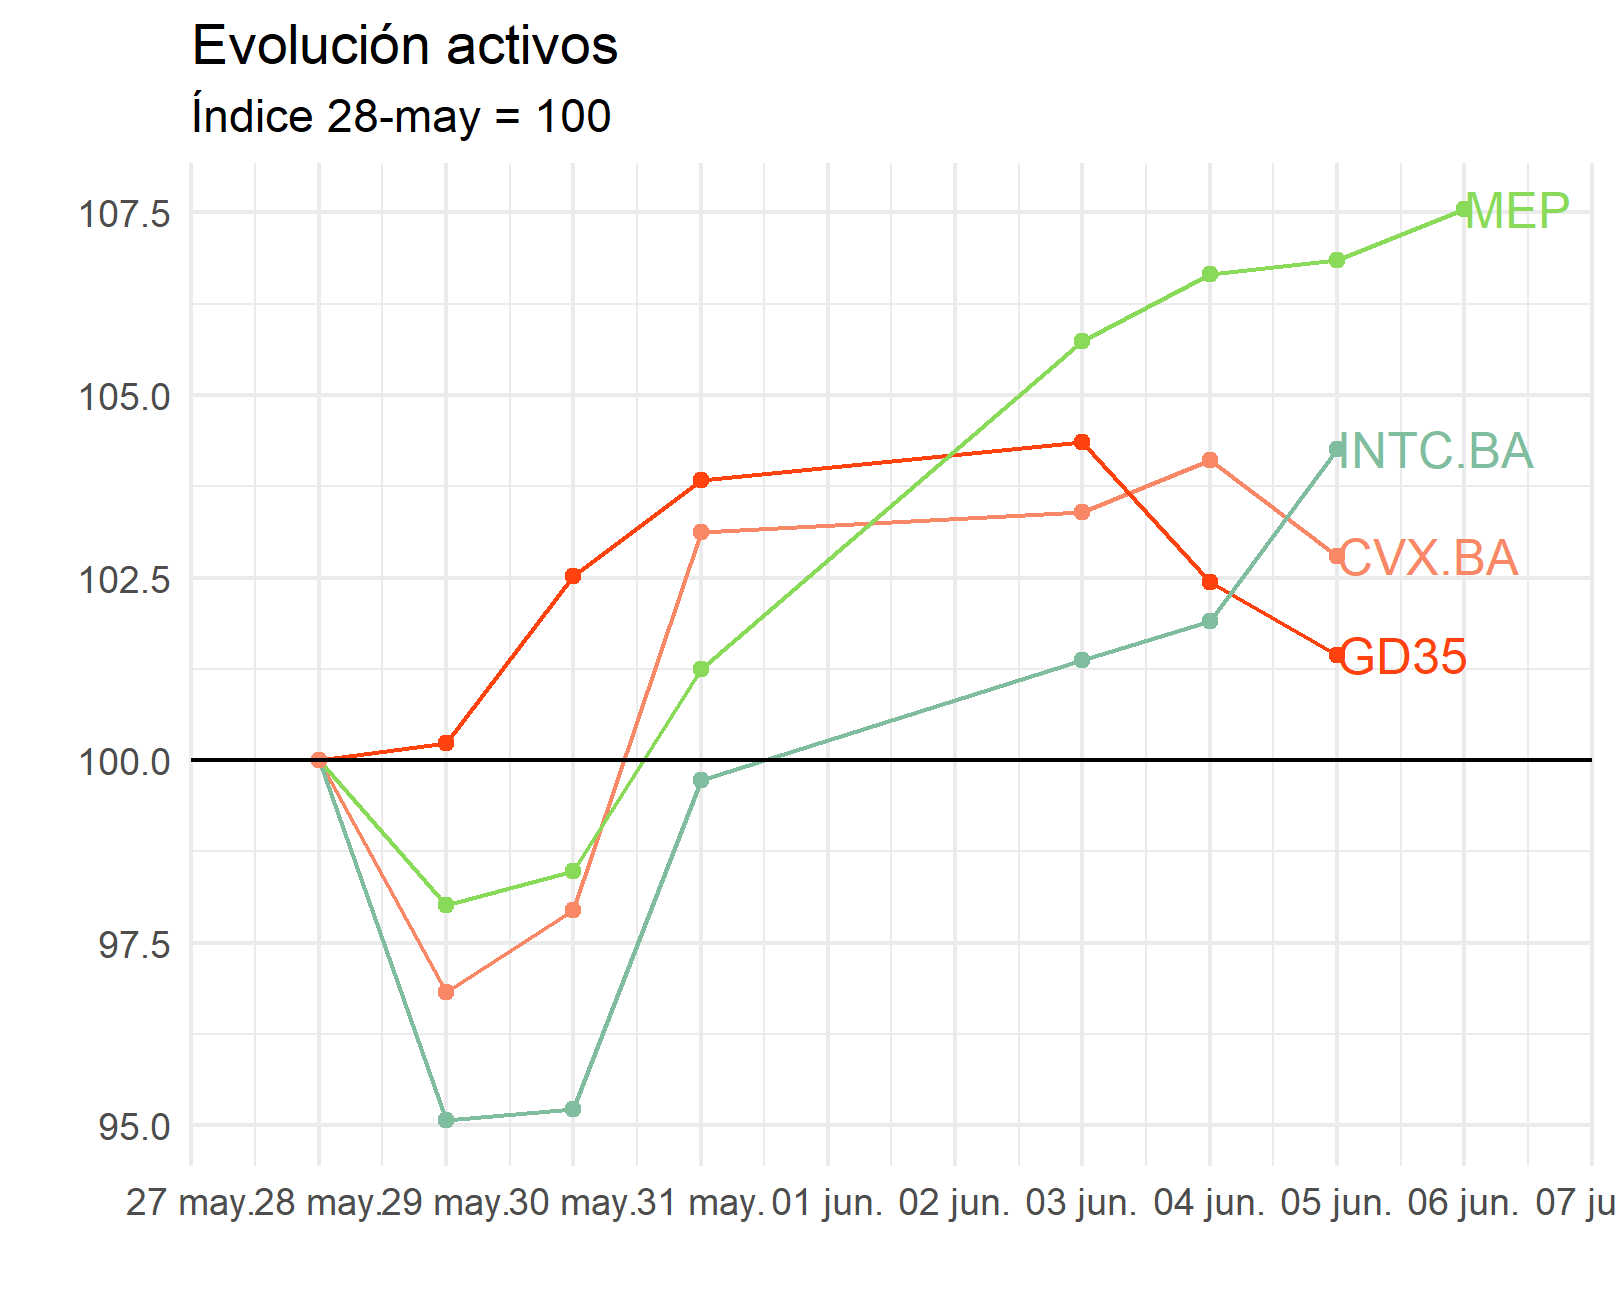 Evolución activos
Índice 28-may = 100
107.5
105.0
102.5
100.0
97.5
95.0
MEP
INTC.BA
CVX.BA
GD35
27 may. 28 may. 29 may. 30 may. 31 may. 01 jun. 02 jun. 03 jun. 04 jun. 05 jun. 06 jun. 07 ju